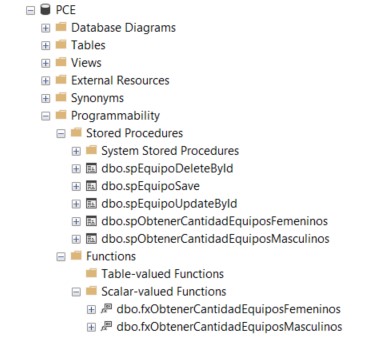 PCE
Database Diagrams
Tables
Views
External Resources
Synonyms
Programmability
Stored Procedures
System Stored Procedures
dbo.spEquipoDeleteById
dbo.spEquipoSave
dbo.spEquipoUpdateById
dbo.spObtenerCantidadEquiposFemeninos
dbo.spObtenerCantidadEquiposMasculinos
Functions
Table-valued Functions
Scalar-valued Functions
dbo.fxObtenerCantidadEquiposFemeninos
dbo.fxObtenerCantidadEquiposMasculinos